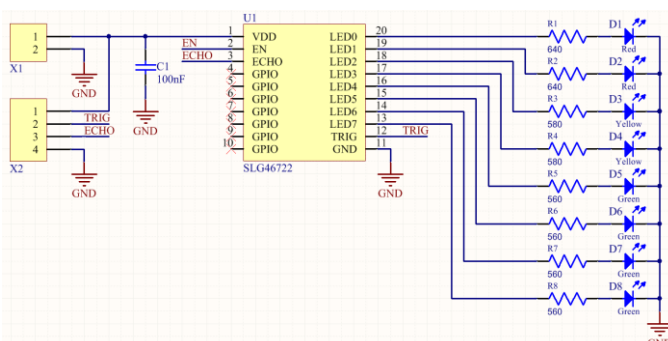 U1
1 VDD LED0 20
2 EN LED1 19
3 ECHO LED2 18
4 GPIO LED3 17
5 GPIO LED4 16
6 GPIO LED5 15
7 GPIO LED6 14
8 GPIO LED7 13
9 GPIO TRIG 12
10 GPIO GND 11
SLG46722
EN
ECHO
TRIG
1
2
X1
GND
C1
100nF
GND
1
2
3
4
TRIG
ECHO
X2
GND
GND
R1
640
D1
Red
R2
640
D2
Red
R3
580
D3
Yellow
R4
580
D4
Yellow
R5
560
D5
Green
R6
560
D6
Green
R7
560
D7
Green
R8
560
D8
Green
GND